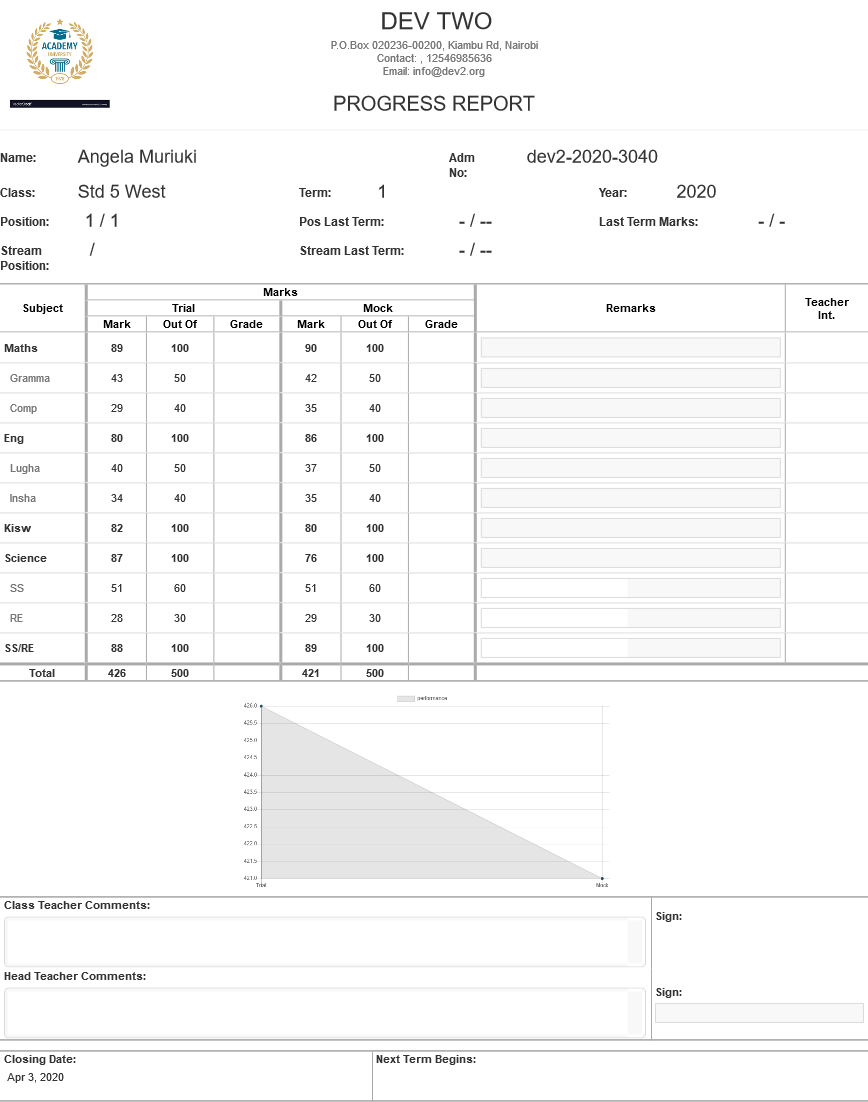 ACADEMY
UNIVERSITY
DEV TWO
P.O.Box 020236-00200, Kiambu Rd, Nairobi
Contact: , 12546985636
Email: info@dev2.org
PROGRESS REPORT
Name: Angela Muriuki Adm No: dev2-2020-3040
Class: Std 5 West Term: 1 Year: 2020
Position: 1 / 1 Pos Last Term: - / -- Last Term Marks: - / -
Stream Position: / Stream Last Term: - / --
Subject Marks Remarks Teacher Int.
Trial Mock
Mark Out Of Grade Mark Out Of Grade
Maths 89 100 90 100
Gramma 43 50 42 50
Comp 29 40 35 40
Eng 80 100 86 100
Lugha 40 50 37 50
Insha 34 40 35 40
Kisw 82 100 80 100
Science 87 100 76 100
SS 51 60 51 60
RE 28 30 29 30
SS/RE 88 100 89 100
Total 426 500 421 500
performance
426.0
425.5
425.0
424.5
424.0
423.5
423.0
422.5
422.0
421.5
421.0
Trial Mock
Class Teacher Comments:
Sign:
Head Teacher Comments:
Sign:
Closing Date: Next Term Begins:
Apr 3, 2020